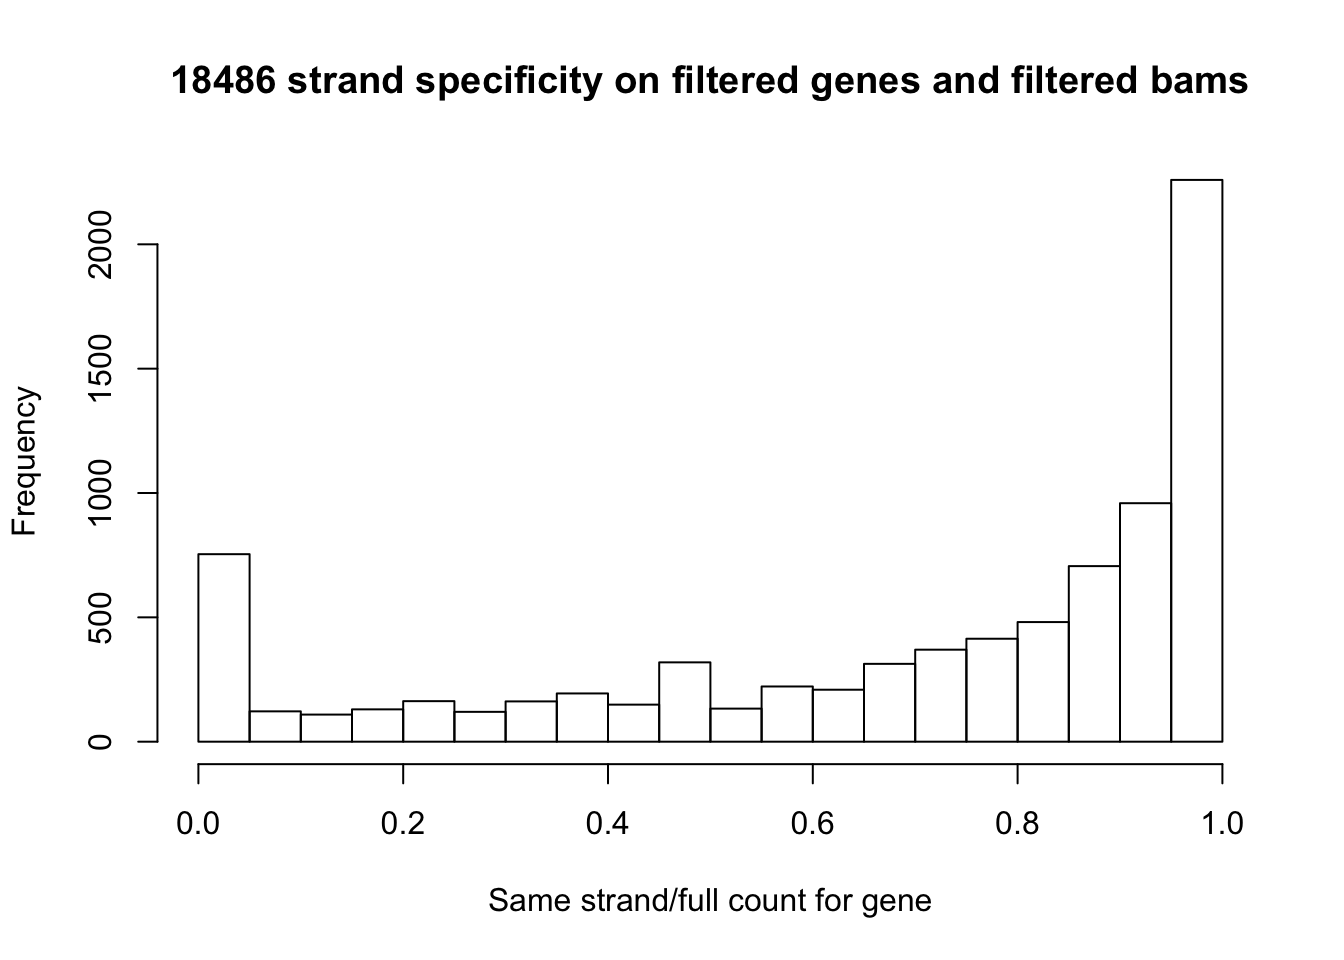 18486 strand specificity on filtered genes and filtered bams
Frequency
2000
1500
1000
500
0
0.0 0.2 0.4 0.6 0.8 1.0
Same strand/full count for gene